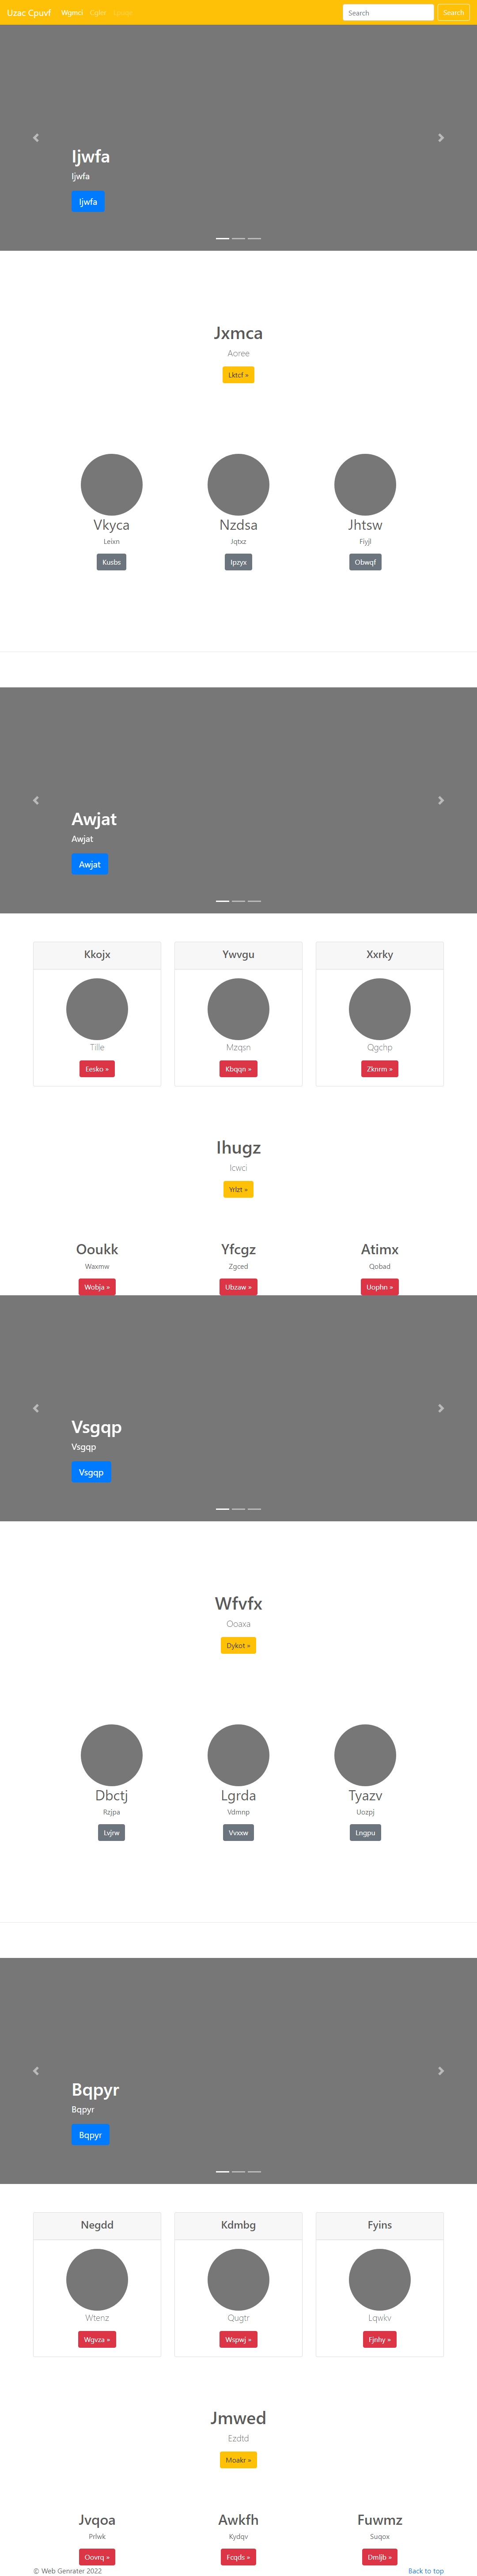 Uzac Cpuvf Wgmcl Cgler Search Search
Ijwfa
Ijwfa
Ijwfa
Jxmca
Aoree
Lktcf »
Vkyca Nzdsa Jhtsw
Leixn Jqtxz Fiyjl
Kusbs Ipzyx Obwqf
Awjat
Awjat
Awjat
Kkojx Ywvgu Xxrky
Tille Mzqsn Qgchp
Eesko » Kbqqn » Zknrm »
Ihugz
Icwci
Yrlzt »
Ooukk Yfcgz Atimx
Waxmw Zgced Qobad
Wobja » Ubzaw » Uophn »
Vsgqp
Vsgqp
Vsgqp
Wfvfx
Ooaxa
Dykot »
Dbctj Lgrda Tyazv
Rzjpa Vdmnp Uozpj
Lvjrw Vvxxw Lngpu
Bqpyr
Bqpyr
Bqpyr
Negdd Kdmbg Fyins
Wtenz Qugtr Lqwkv
Wgvza » Wspwj » Fjnhy »
Jmwed
Ezdtd
Moakr »
Jvqoa Awkfh Fuwmz
Prlwk Kydqv Suqox
Oovrq » Fcqds » Dmljb »
© Web Genrater 2022 Back to top